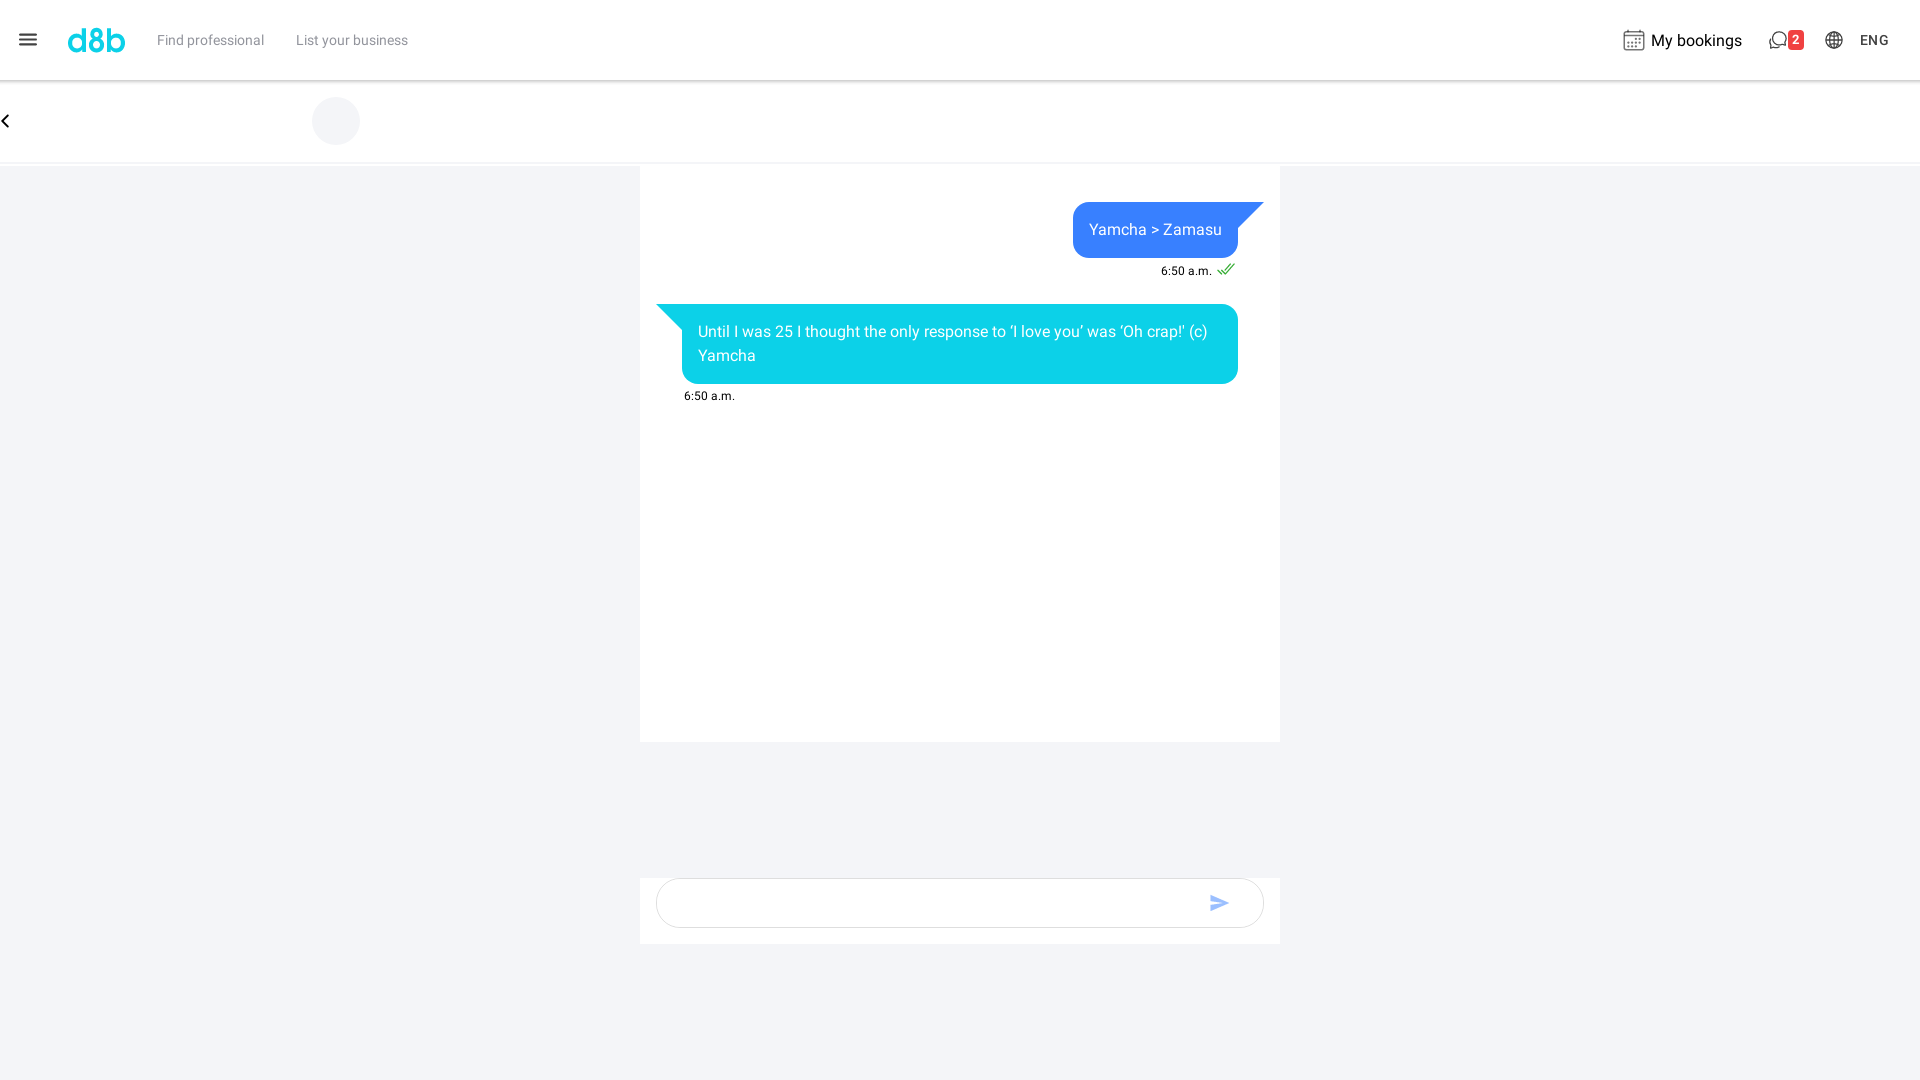 d8b
Find professional
List your business
My bookings
2
ENG
Yamcha > Zamasu
6:50 a.m.
Until I was 25 I thought the only response to ‘I love you’ was ‘Oh crap!' (c)
Yamcha
6:50 a.m.